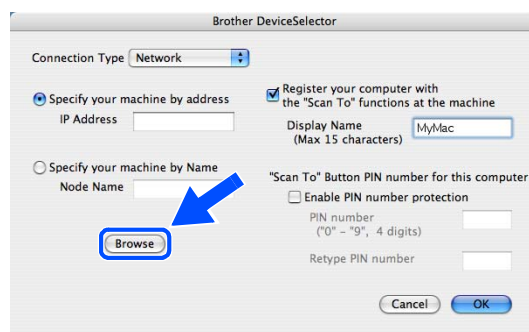 Brother DeviceSelector
Connection Type Network
Specify your machine by address
IP Address
Specify your machine by Name
Node Name
Browse
Register your computer with
the "Scan To" functions at the machine
Display Name MyMac
(Max 15 characters)
"Scan To" Button PIN number for this computer
Enable PIN number protection
PIN number
("0" – "9", 4 digits)
Retype PIN number
Cancel OK